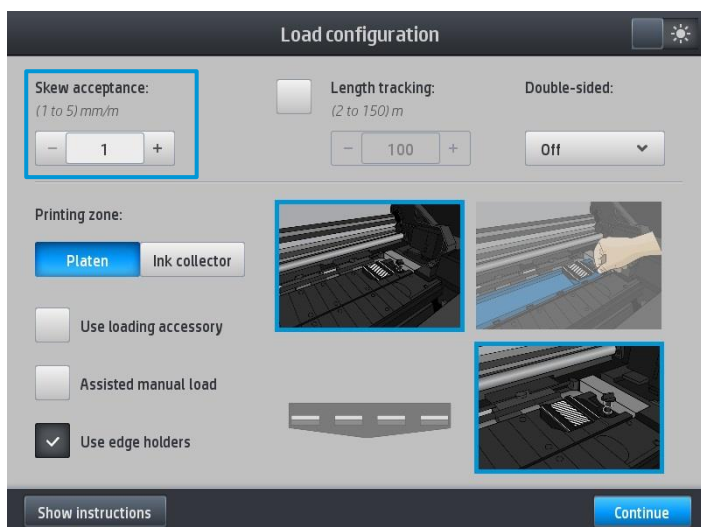 Load configuration
Skew acceptance:
(1 to 5) mm/m
− 1 +
Length tracking:
(2 to 150) m
− 100 +
Double-sided:
Off
Printing zone:
Platen
Ink collector
Use loading accessory
Assisted manual load
Use edge holders
Show instructions
Continue